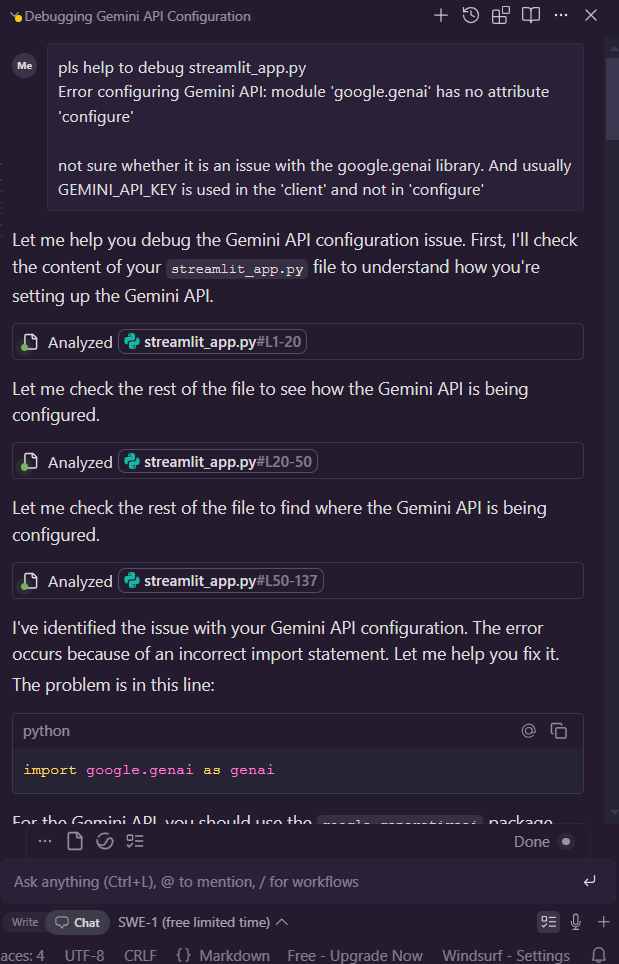 Debugging Gemini API Configuration
Me
pls help to debug streamlit_app.py
Error configuring Gemini API: module 'google.genai' has no attribute
'configure'
not sure whether it is an issue with the google.genai library. And usually
GEMINI_API_KEY is used in the 'client' and not in 'configure'
Let me help you debug the Gemini API configuration issue. First, I'll check
the content of your streamlit_app.py file to understand how you're
setting up the Gemini API.
Analyzed streamlit_app.py#L1-20
Let me check the rest of the file to see how the Gemini API is being
configured.
Analyzed streamlit_app.py#L20-50
Let me check the rest of the file to find where the Gemini API is being
configured.
Analyzed streamlit_app.py#L50-137
I've identified the issue with your Gemini API configuration. The error
occurs because of an incorrect import statement. Let me help you fix it.
The problem is in this line:
python
import google.genai as genai
For the Gemini API, you should use the google.generativeai package
Done
Ask anything (Ctrl+L), @ to mention, / for workflows
Write Chat SWE-1 (free limited time)
aces: 4 UTF-8 CRLF {} Markdown Free - Upgrade Now Windsurf - Settings